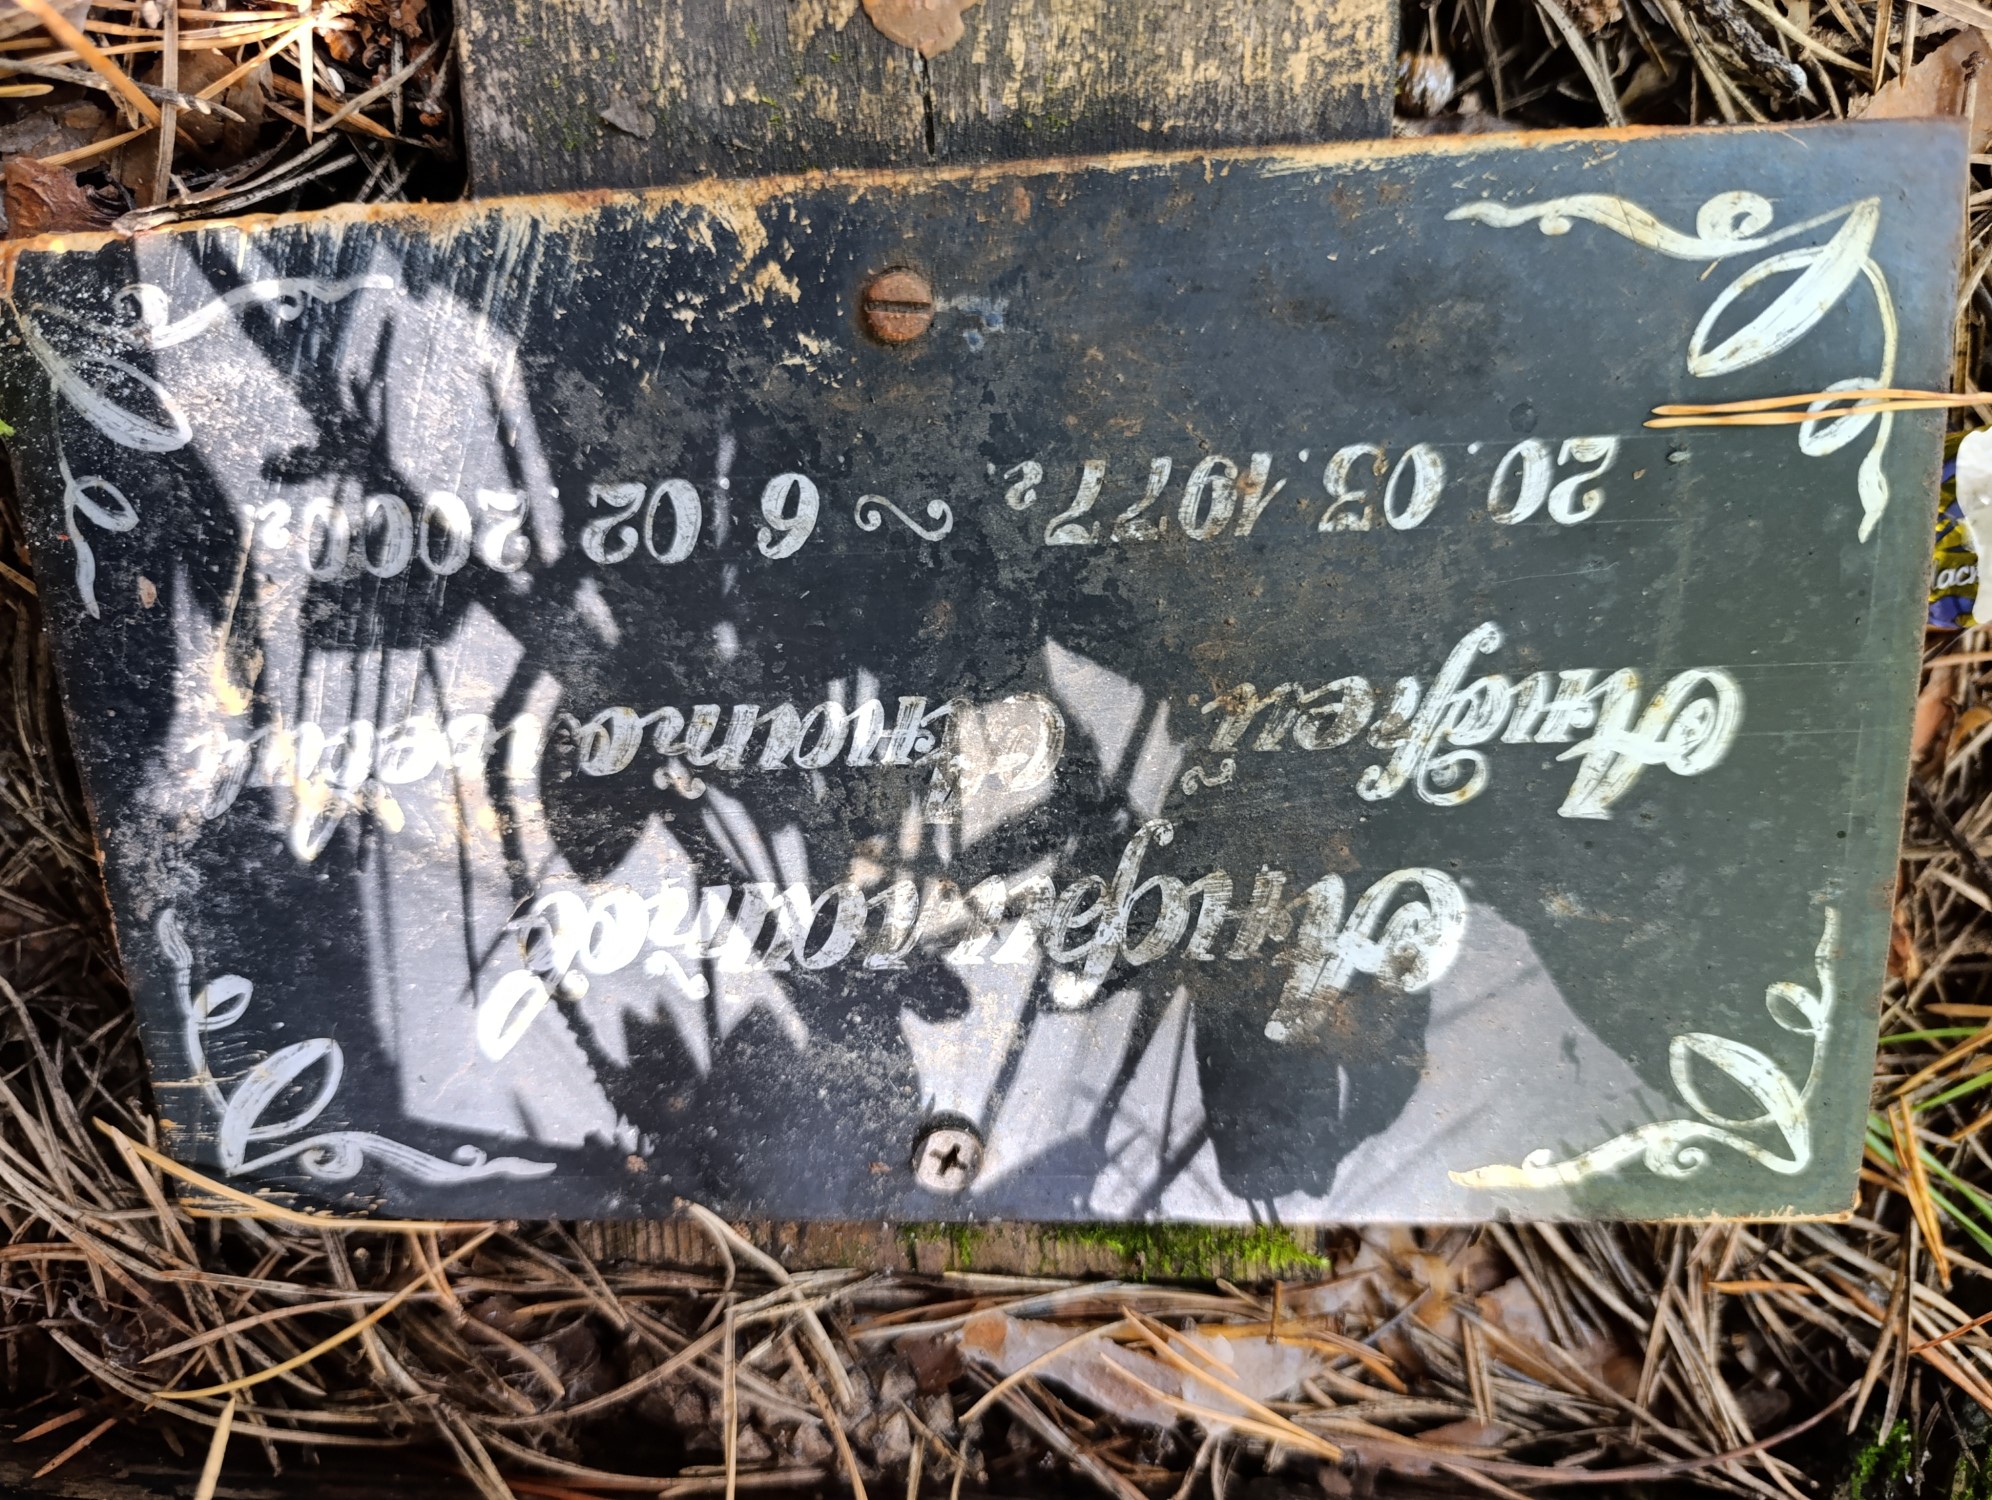 Андрей Анатольевич
20.03.1977г. ~ 6.02.2000г.